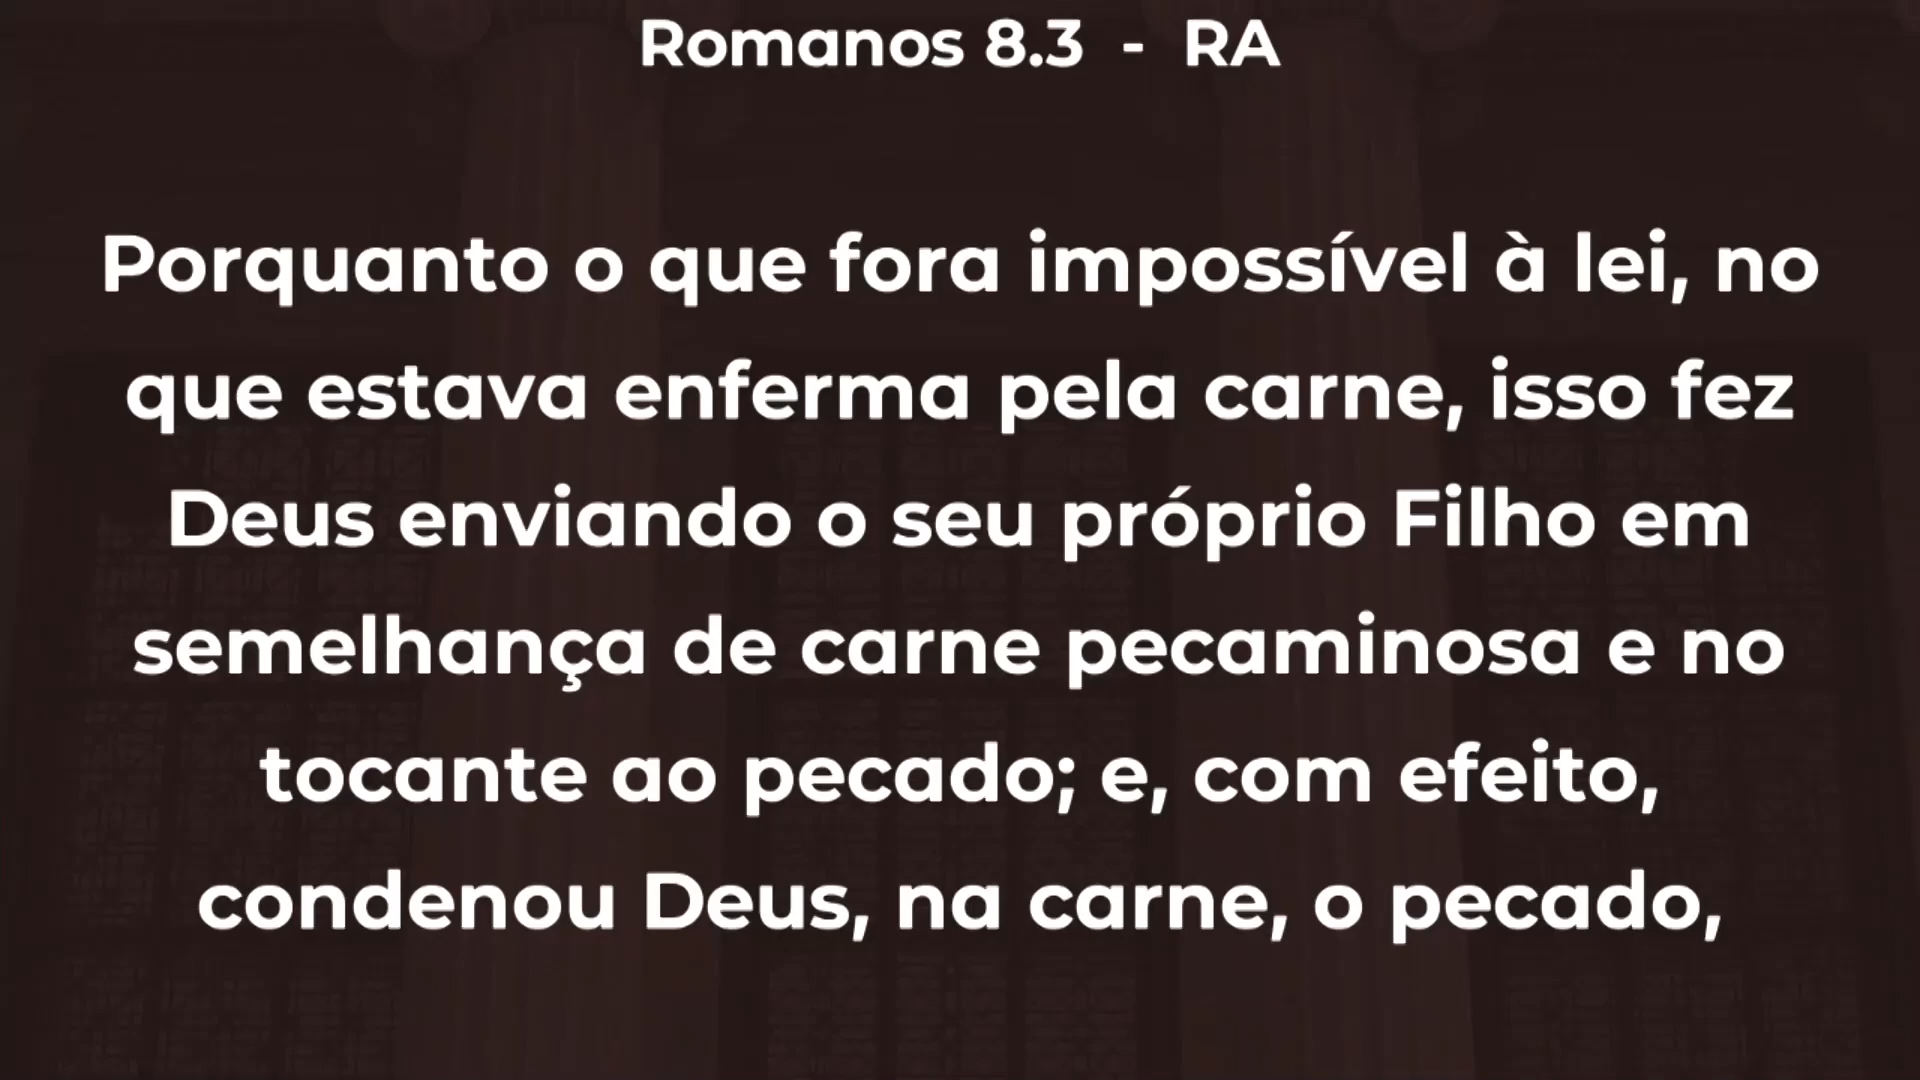 Romanos 8.3 - RA
Porquanto o que fora impossível à lei, no
que estava enferma pela carne, isso fez
Deus enviando o seu próprio Filho em
semelhança de carne pecaminosa e no
tocante ao pecado; e, com efeito,
condenou Deus, na carne, o pecado,